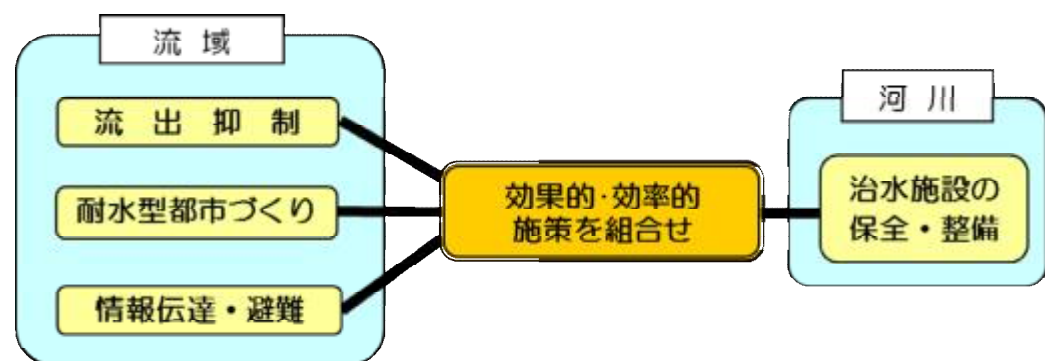 流域
流出抑制
耐水型都市づくり
情報伝達・避難
効果的·効率的
施策を組合せ
河川
治水施設の
保全・整備